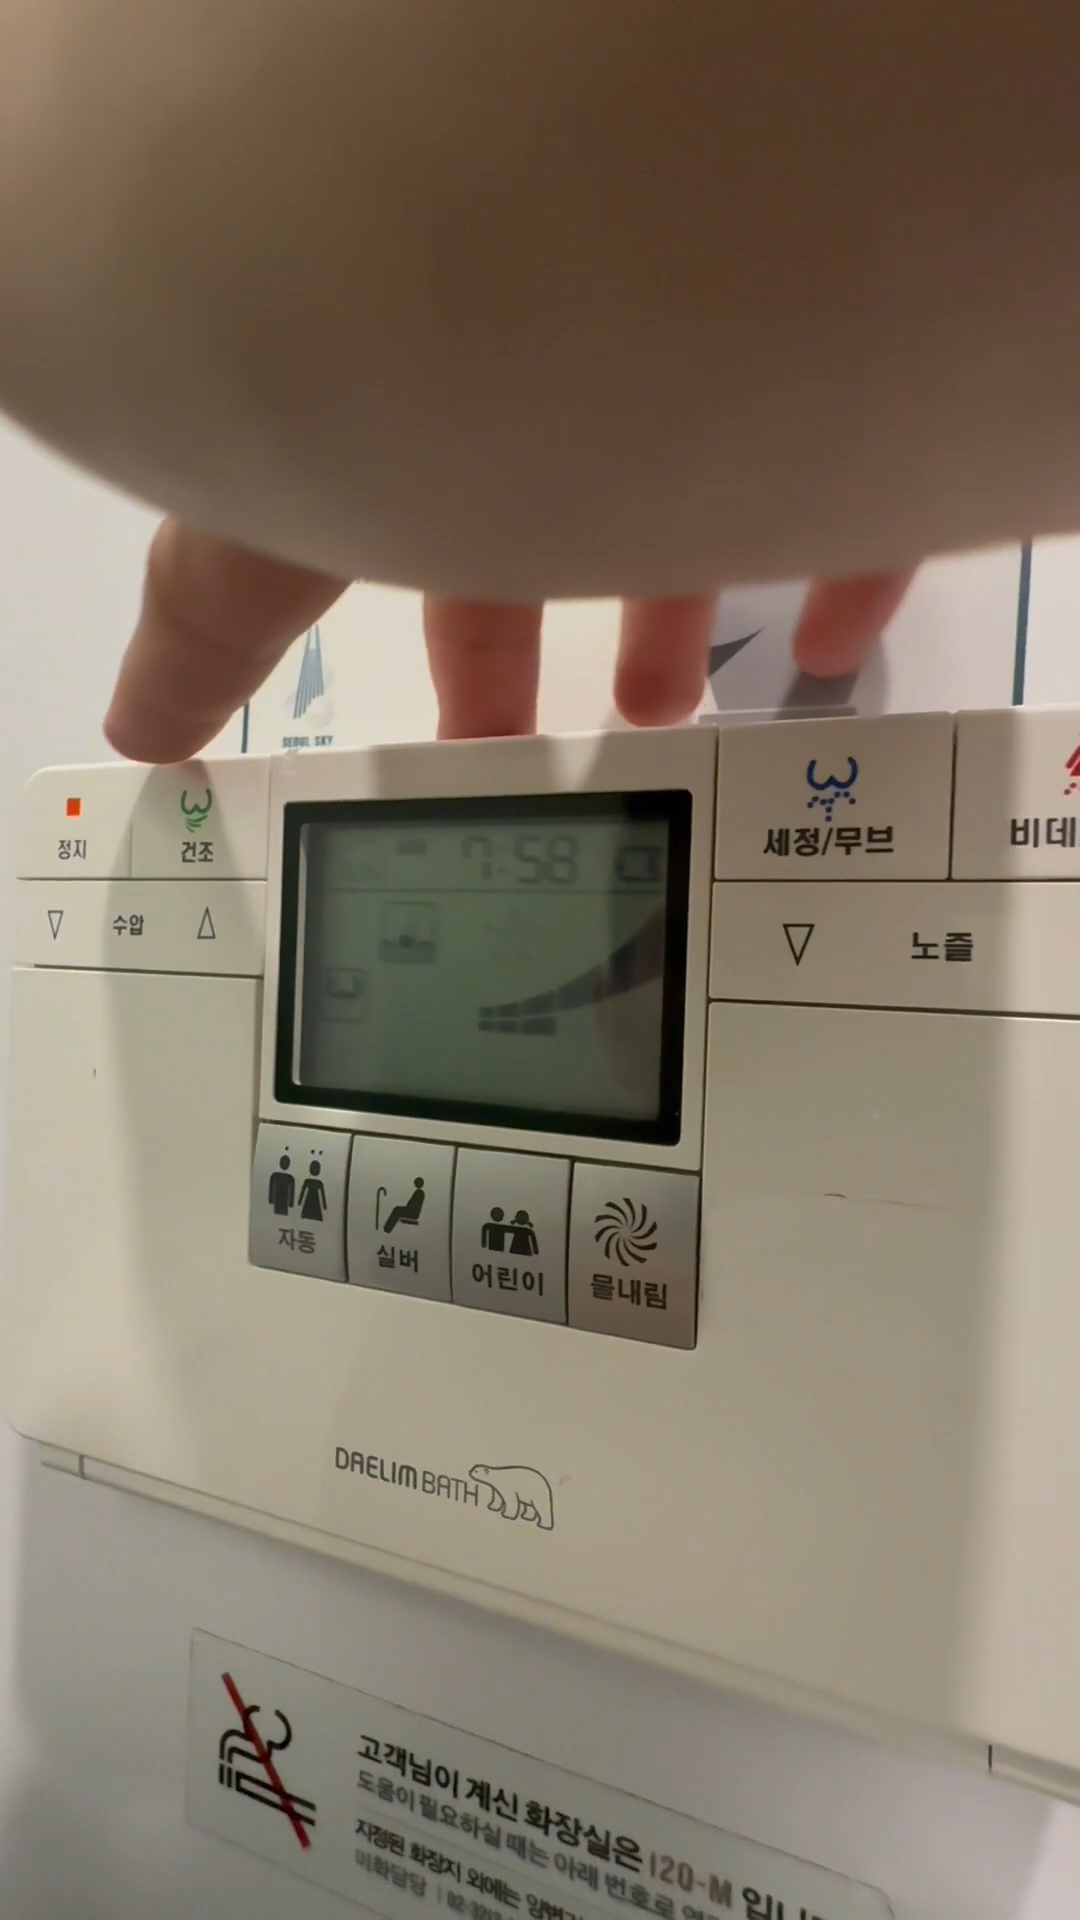 SEOUL SKY
정지
건조
7:58
세정/무브
비데
수압
노즐
자동
실버
어린이
물내림
DAELIM BATH
고객님이 계신 화장실은 120-M 입니
도움이 필요하실 때는 아래 번호로
지정된 화장지 외에는
미화담당 | 02-